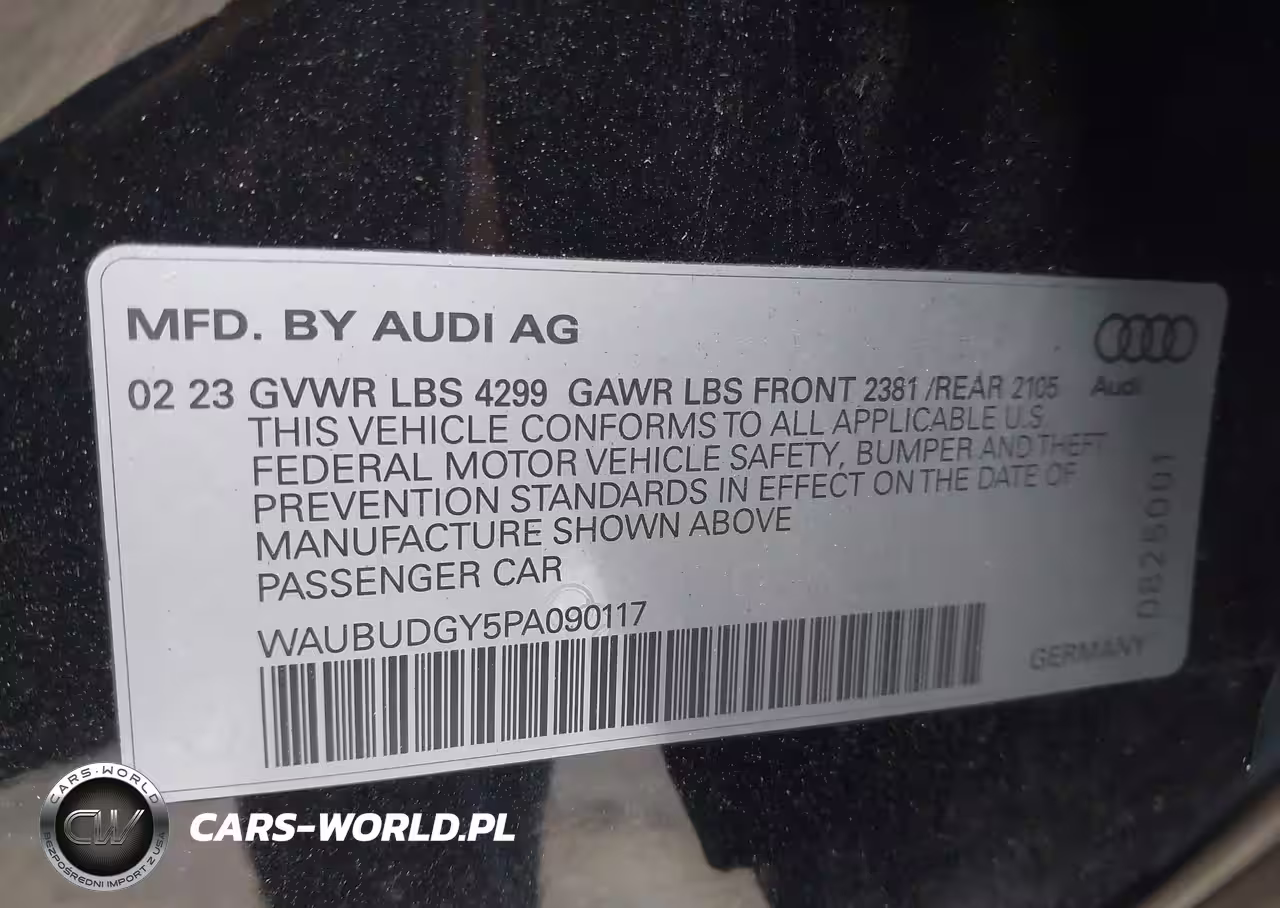 MFD. BY AUDI AG
Audi
02 23 GVWR LBS 4299 GAWR LBS FRONT 2381 /REAR 2105
THIS VEHICLE CONFORMS TO ALL APPLICABLE U.S.
FEDERAL MOTOR VEHICLE SAFETY, BUMPER AND THEFT
PREVENTION STANDARDS IN EFFECT ON THE DATE OF
MANUFACTURE SHOWN ABOVE
PASSENGER CAR
WAUBUDGY5PA090117
GERMANY
CARS-WORLD
CW
BEZPOŚREDNI IMPORT Z USA
CARS-WORLD.PL